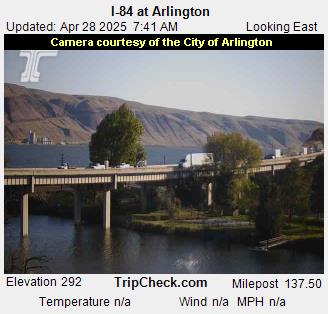 I-84 at Arlington
Updated: Apr 28 2025 7:41 AM Looking East
Camera courtesy of the City of Arlington
Elevation 292 TripCheck.com Milepost 137.50
Temperature n/a Wind n/a MPH n/a